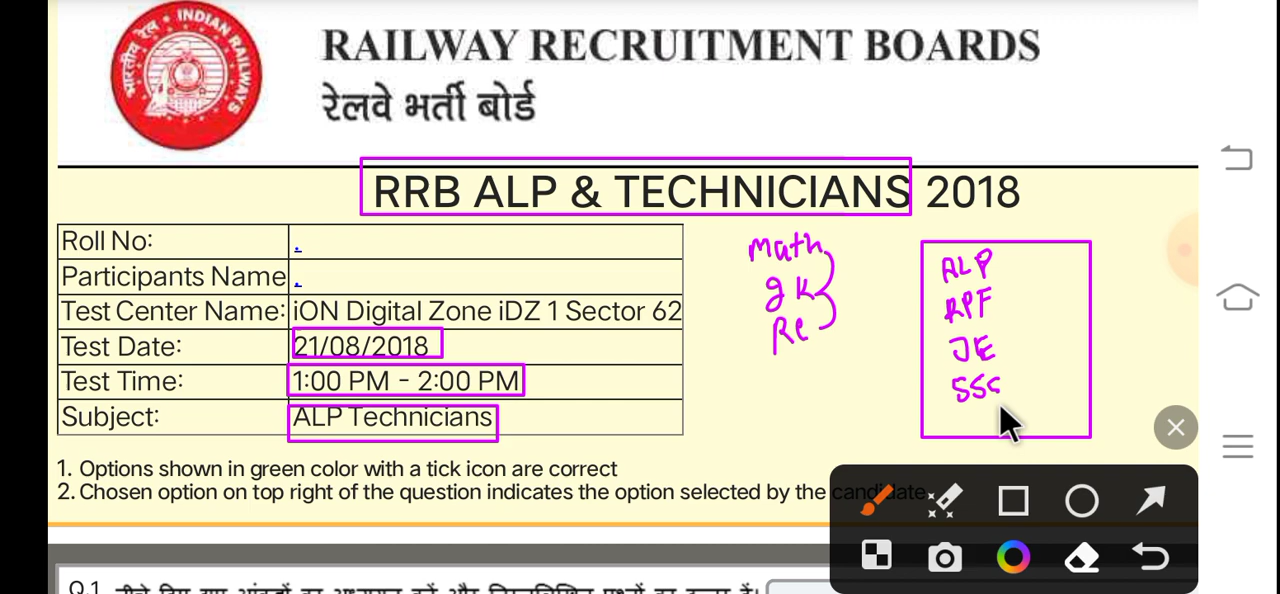 भारतीय रेल • INDIAN RAILWAYS
RAILWAY RECRUITMENT BOARDS
रेलवे भर्ती बोर्ड
RRB ALP & TECHNICIANS 2018
Roll No: .
Participants Name .
Test Center Name: iON Digital Zone iDZ 1 Sector 62
Test Date: 21/08/2018
Test Time: 1:00 PM - 2:00 PM
Subject: ALP Technicians
Math
gk
Re
ALP
RPF
JE
SSC
1. Options shown in green color with a tick icon are correct
2. Chosen option on top right of the question indicates the option selected by the candidate
Q.1